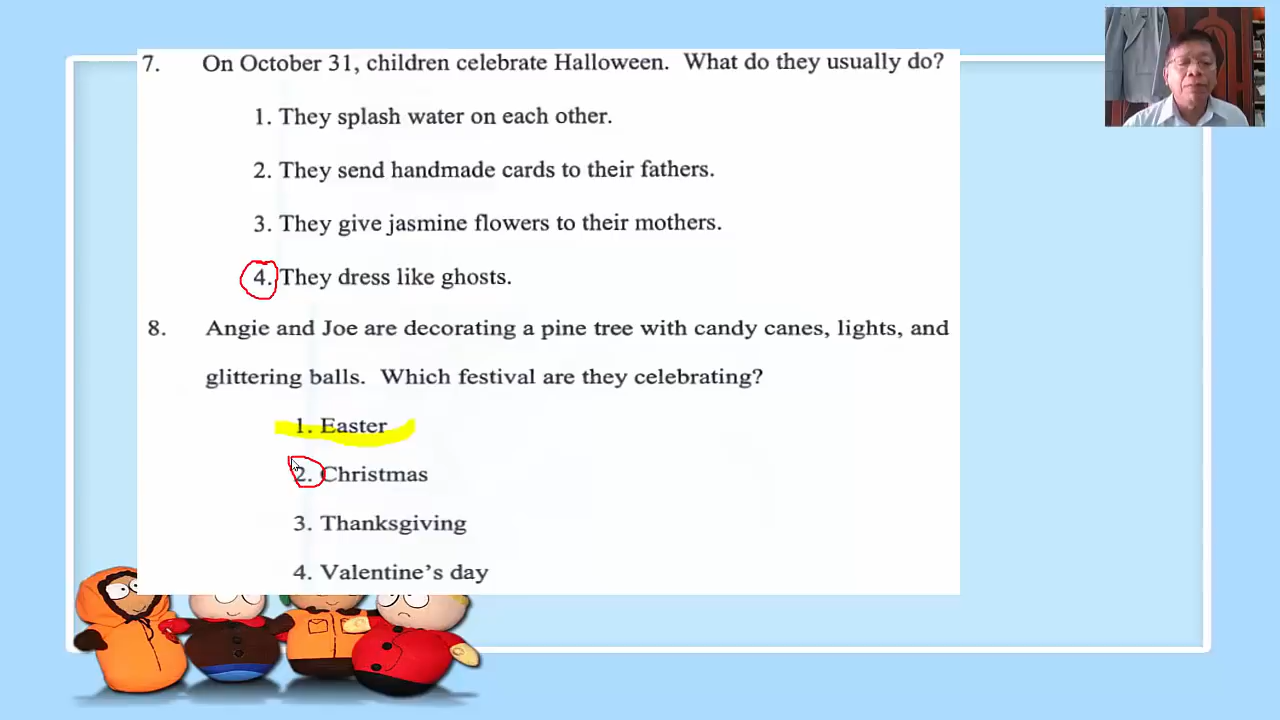 7. On October 31, children celebrate Halloween. What do they usually do?
1. They splash water on each other.
2. They send handmade cards to their fathers.
3. They give jasmine flowers to their mothers.
4. They dress like ghosts.
8. Angie and Joe are decorating a pine tree with candy canes, lights, and
glittering balls. Which festival are they celebrating?
1. Easter
2. Christmas
3. Thanksgiving
4. Valentine's day